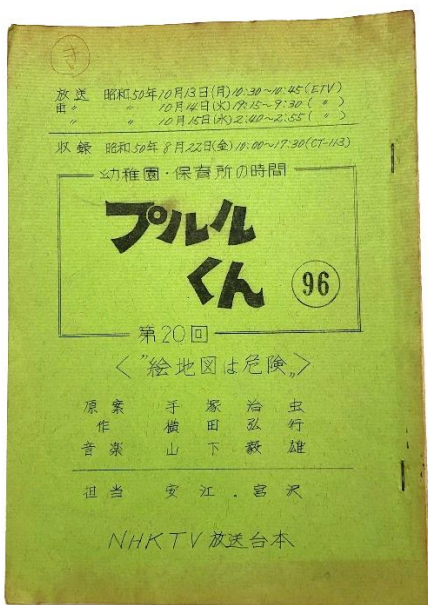 き
放送 昭和50年10月13日(月)10:30~10:45(ETV)
再〃 〃 10月14日(火)9:15~9:30( 〃 )
〃 〃 10月15日(水)2:40~2:55( 〃 )
収録 昭和50年8月22日(金)10:00~17:30(CT-113)
幼稚園・保育所の時間
プルル
くん 96
第20回
<"絵地図は危険„>
原案 手塚治虫
作 横田弘行
音楽 山下毅雄
担当 安江.宮沢
NHKTV放送台本